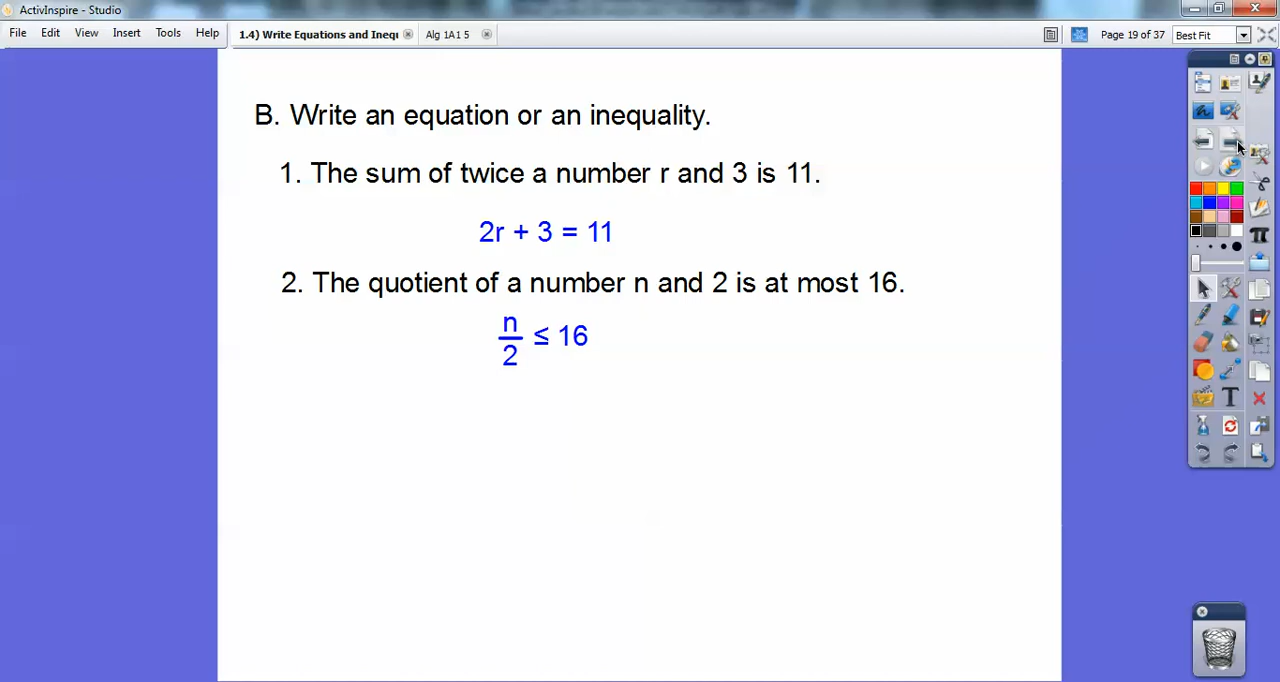 ActivInspire - Studio
File Edit View Insert Tools Help
1.4) Write Equations and Inequ
Alg 1A1 5
Page 19 of 37
Best Fit
B. Write an equation or an inequality.
1. The sum of twice a number r and 3 is 11.
2r + 3 = 11
2. The quotient of a number n and 2 is at most 16.
n
2
≤ 16